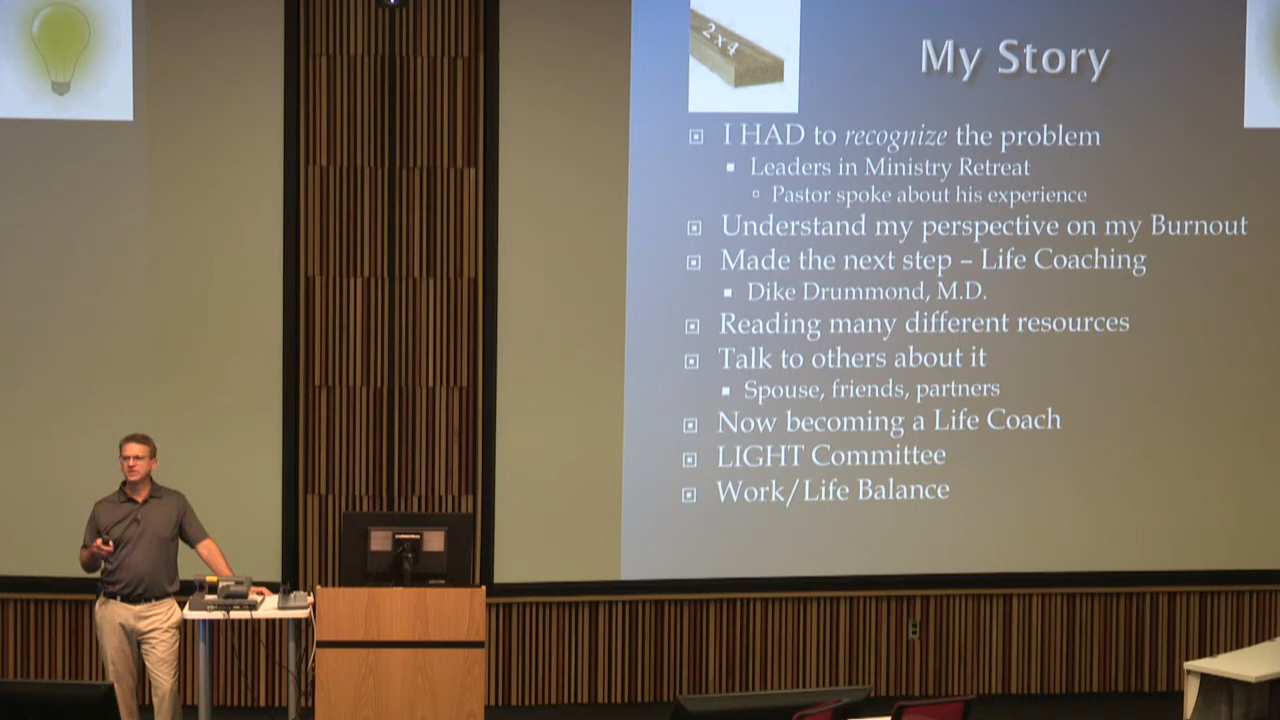 2 x 4
My Story
I HAD to recognize the problem
Leaders in Ministry Retreat
Pastor spoke about his experience
Understand my perspective on my Burnout
Made the next step – Life Coaching
Dike Drummond, M.D.
Reading many different resources
Talk to others about it
Spouse, friends, partners
Now becoming a Life Coach
LIGHT Committee
Work/Life Balance